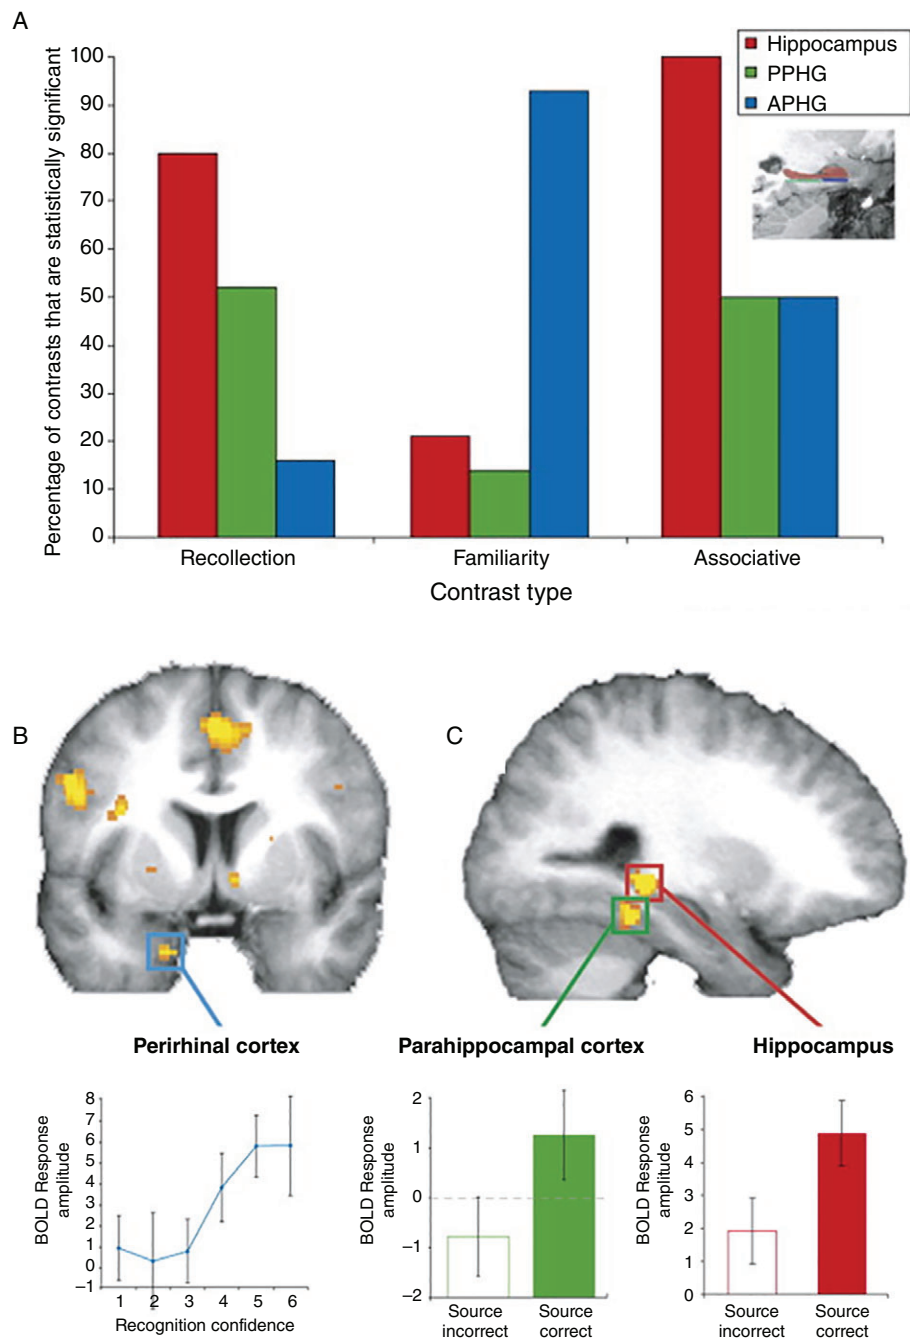 A
Percentage of contrasts that are statistically significant
100
90
80
70
60
50
40
30
20
10
0
Recollection
Familiarity
Associative
Contrast type
Hippocampus
PPHG
APHG
B
C
Perirhinal cortex
Parahippocampal cortex
Hippocampus
BOLD Response
amplitude
8
7
6
5
4
3
2
1
0
−1
1 2 3 4 5 6
Recognition confidence
BOLD Response
amplitude
2
1
0
−1
−2
Source
incorrect
Source
correct
BOLD Response
amplitude
6
5
4
3
2
1
0
Source
incorrect
Source
correct